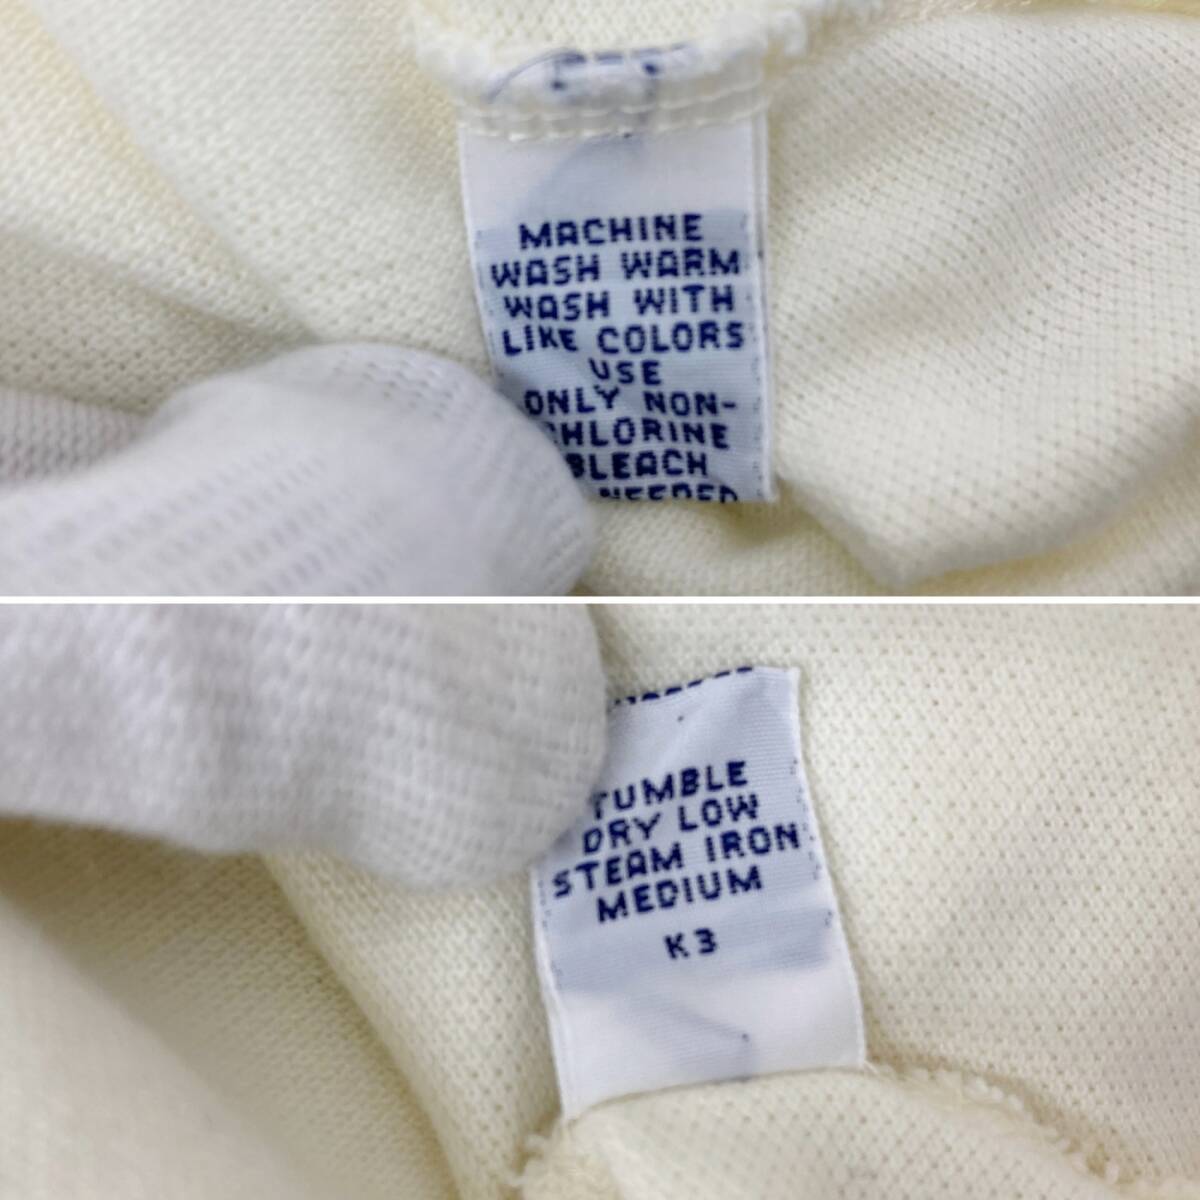 MACHINE
WASH WARM
WASH WITH
LIKE COLORS
USE
ONLY NON-
CHLORINE
BLEACH
NEEDED
TUMBLE
DRY LOW
STEAM IRON
MEDIUM
K3